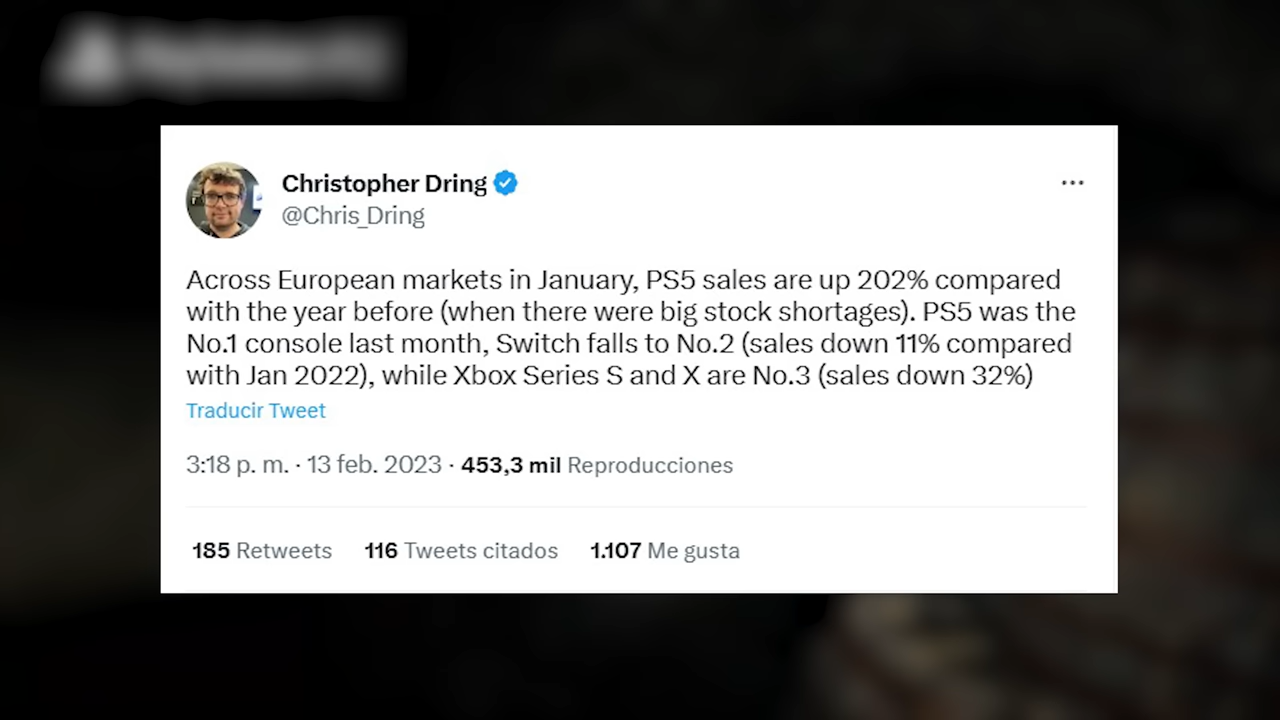 Christopher Dring
@Chris_Dring
Across European markets in January, PS5 sales are up 202% compared
with the year before (when there were big stock shortages). PS5 was the
No.1 console last month, Switch falls to No.2 (sales down 11% compared
with Jan 2022), while Xbox Series S and X are No.3 (sales down 32%)
Traducir Tweet
3:18 p. m. · 13 feb. 2023 · 453,3 mil Reproducciones
185 Retweets 116 Tweets citados 1.107 Me gusta